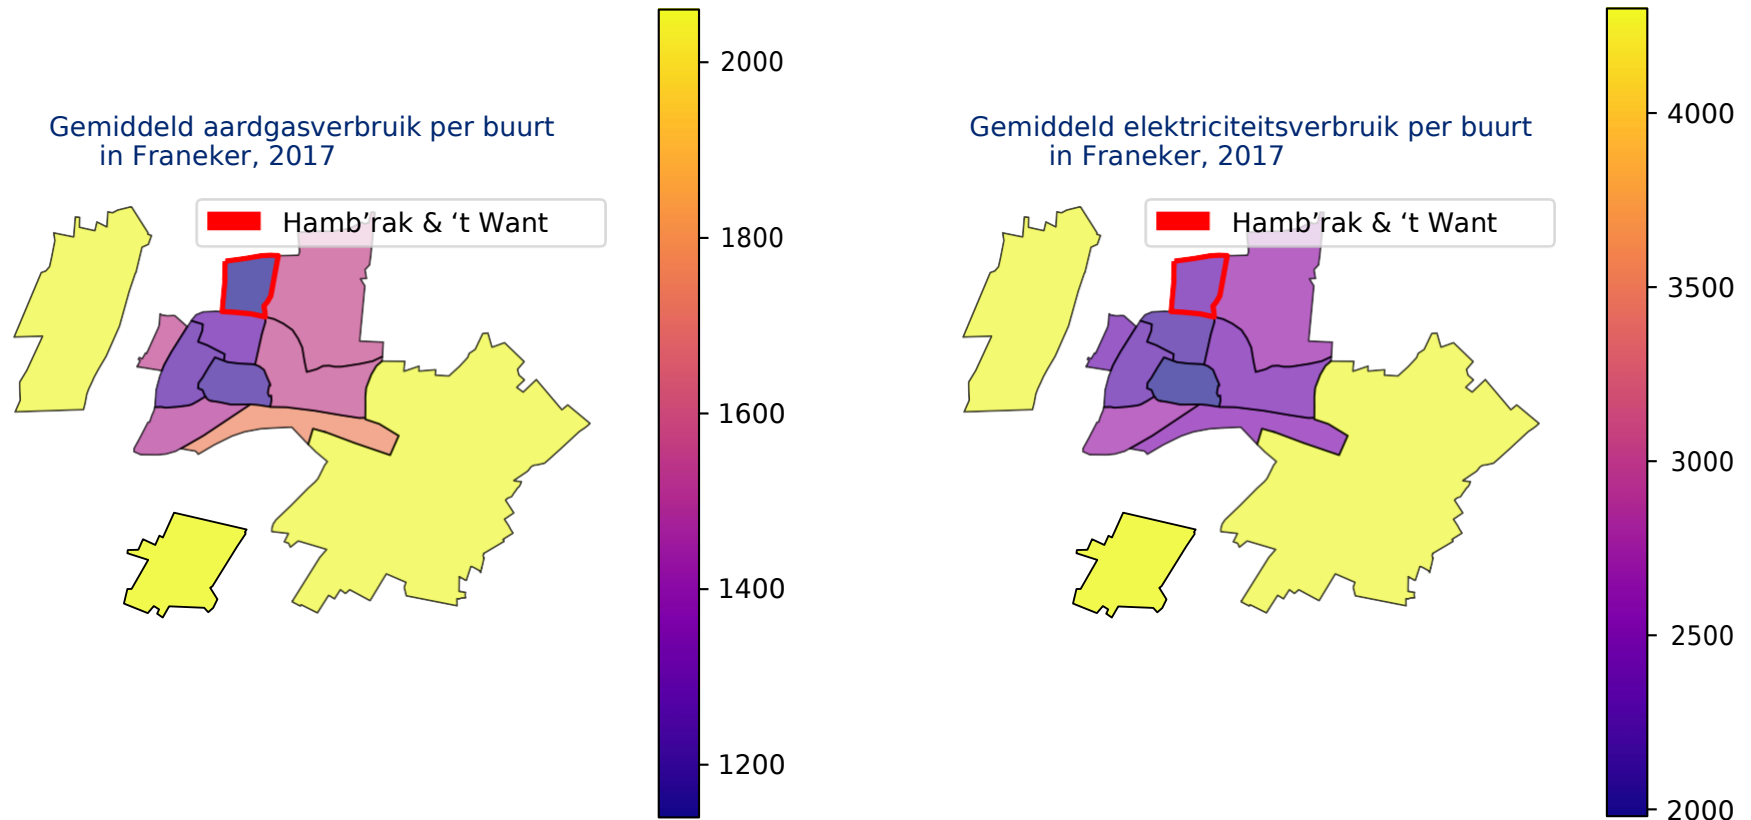 Gemiddeld aardgasverbruik per buurt
in Franeker, 2017
Hamb’rak & ‘t Want
2000
1800
1600
1400
1200
Gemiddeld elektriciteitsverbruik per buurt
in Franeker, 2017
Hamb’rak & ‘t Want
4000
3500
3000
2500
2000